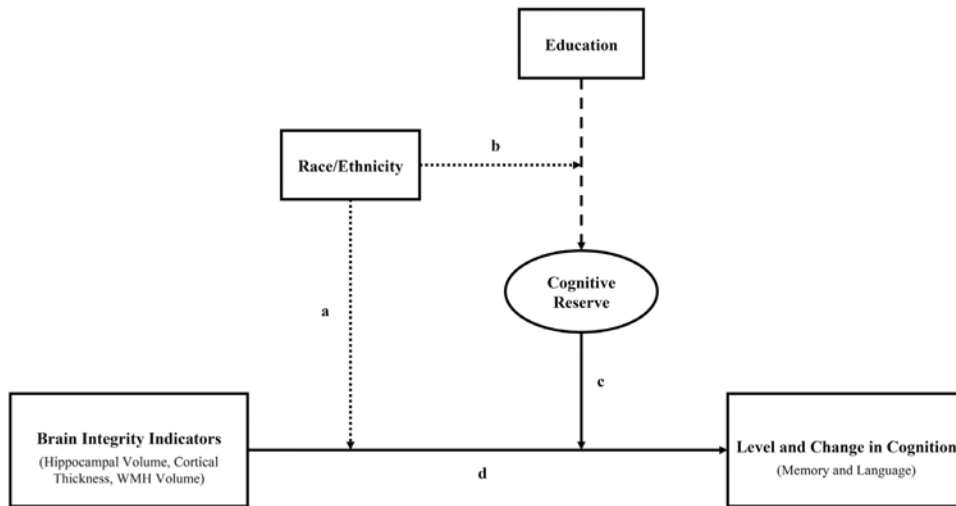 Education
b
Race/Ethnicity
Cognitive
Reserve
a
c
Brain Integrity Indicators
(Hippocampal Volume, Cortical
Thickness, WMH Volume)
d
Level and Change in Cognition
(Memory and Language)